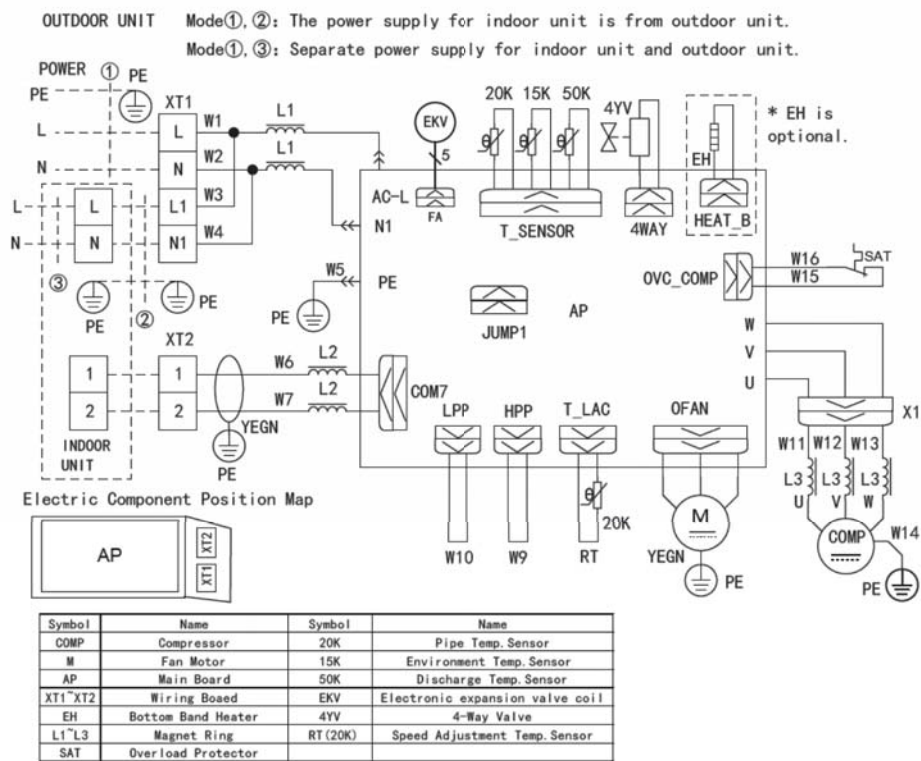 OUTDOOR UNIT Mode①, ②: The power supply for indoor unit is from outdoor unit.
Mode①, ③: Separate power supply for indoor unit and outdoor unit.
POWER ① PE
PE
XT1
L L W1 L1
N N W2 L1
L L L1 W3
N N N1 W4
③ PE ② PE
AC-L
N1
W5 PE
PE
EKV
5
FA
20K 15K 50K
T_SENSOR
4YV
4WAY
EH
HEAT_B
* EH is
optional.
OVC_COMP
W16
W15
SAT
JUMP1
AP
W
V
U
X1
XT2
1 1 W6 L2
2 2 W7 L2
COM7
YEGN
PE
INDOOR
UNIT
LPP HPP T_LAC OFAN
W10 W9 RT
20K
M
YEGN
PE
W11 W12 W13
L3 L3 L3
U V W
COMP
W14
PE
Electric Component Position Map
AP
XT2
XT1
Symbol Name Symbol Name
COMP Compressor 20K Pipe Temp.Sensor
M Fan Motor 15K Environment Temp.Sensor
AP Main Board 50K Discharge Temp.Sensor
XT1~XT2 Wiring Boaed EKV Electronic expansion valve coil
EH Bottom Band Heater 4YV 4-Way Valve
L1~L3 Magnet Ring RT(20K) Speed Adjustment Temp.Sensor
SAT Overload Protector